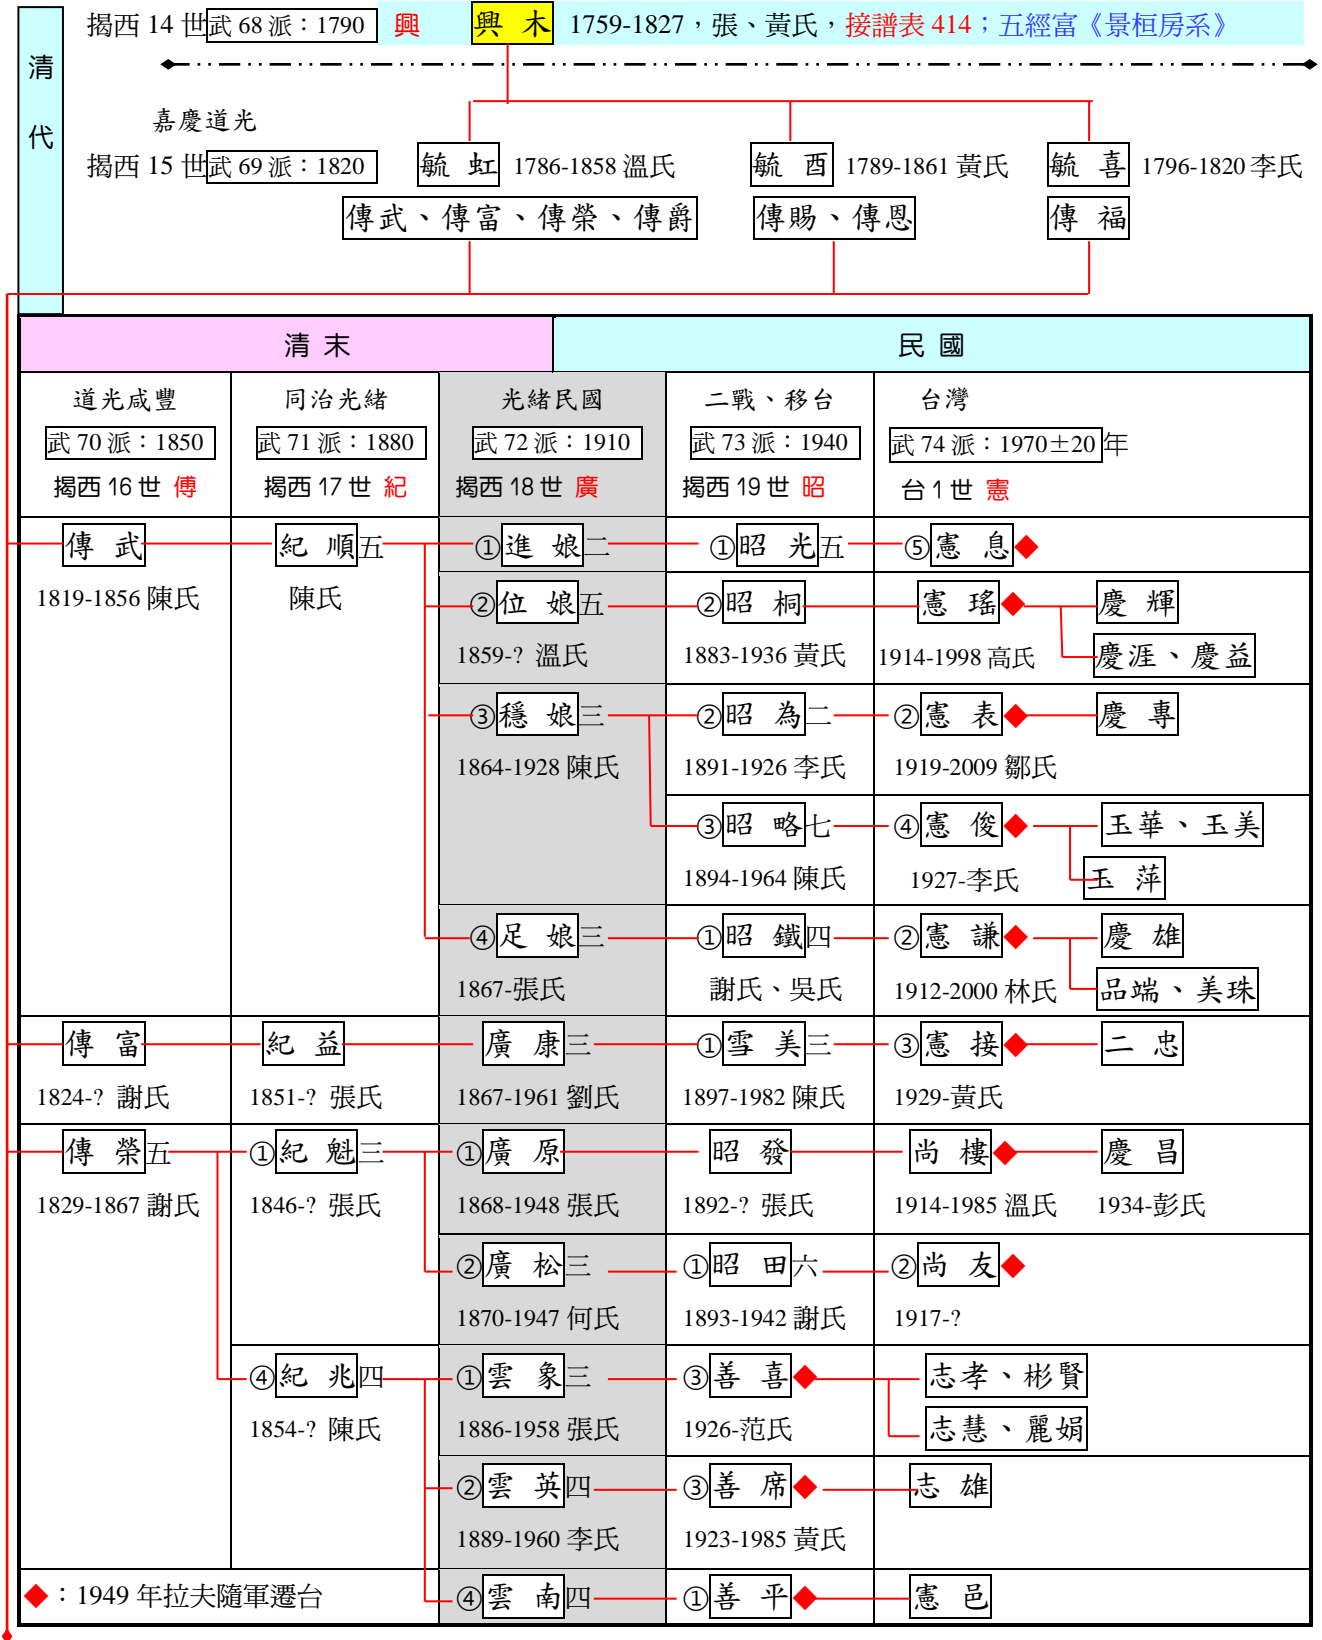 揭西 14 世 武 68 派：1790 興 興 木 1759-1827，張、黃氏，接譜表 414；五經富《景桓房系》
清代
嘉慶道光
揭西 15 世 武 69 派：1820 毓 虹 1786-1858 溫氏 毓 酉 1789-1861 黃氏 毓 喜 1796-1820 李氏
傳武、傳富、傳榮、傳爵 傳賜、傳恩 傳 福
清 末 民 國
道光咸豐 同治光緒 光緒民國 二戰、移台 台灣
武 70 派：1850 武 71 派：1880 武 72 派：1910 武 73 派：1940 武 74 派：1970±20 年
揭西 16 世 傅 揭西 17 世 紀 揭西 18 世 廣 揭西 19 世 昭 台 1 世 憲
傳 武 紀 順五 ①進 娘二 ①昭 光五 ⑤憲 息◆
②位 娘五 ②昭 桐 憲 瑤◆ 慶 輝
1819-1856 陳氏 陳氏
1859-? 溫氏 1883-1936 黃氏 1914-1998 高氏 慶涯、慶益
③穩 娘三 ②昭 為二 ②憲 表◆ 慶 專
1864-1928 陳氏 1891-1926 李氏 1919-2009 鄒氏
③昭 略七 ④憲 俊◆ 玉華、玉美
1894-1964 陳氏 1927-李氏 玉 萍
④足 娘三 ①昭 鐵四 ②憲 謙◆ 慶 雄
1867-張氏 謝氏、吳氏 1912-2000 林氏 品端、美珠
傳 富 紀 益 廣 康三 ①雪 美三 ③憲 接◆ 二 忠
1824-? 謝氏 1851-? 張氏 1867-1961 劉氏 1897-1982 陳氏 1929-黃氏
傳 榮五 ①紀 魁三 ①廣 原 昭 發 尚 樓◆ 慶 昌
1829-1867 謝氏 1846-? 張氏 1868-1948 張氏 1892-? 張氏 1914-1985 溫氏 1934-彭氏
②廣 松三 ①昭 田六 ②尚 友◆
1870-1947 何氏 1893-1942 謝氏 1917-?
④紀 兆四 ①雲 象三 ③善 喜◆ 志孝、彬賢
1854-? 陳氏 1886-1958 張氏 1926-范氏 志慧、麗娟
②雲 英四 ③善 席◆ 志 雄
1889-1960 李氏 1923-1985 黃氏
◆：1949 年拉夫隨軍遷台 ④雲 南四 ①善 平◆ 憲 邑